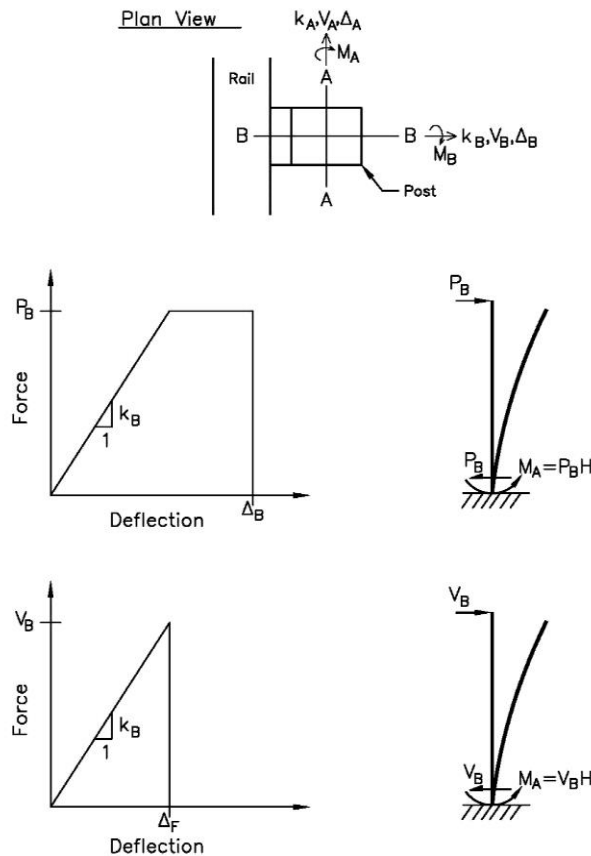 Plan View
k_A,V_A,Δ_A
M_A
A
Rail
B
B
k_B,V_B,Δ_B
M_B
A
Post
P_B
Force
k_B
1
Δ_B
Deflection
P_B
P_B
M_A=P_BH
V_B
Force
k_B
1
Δ_F
Deflection
V_B
V_B
M_A=V_BH